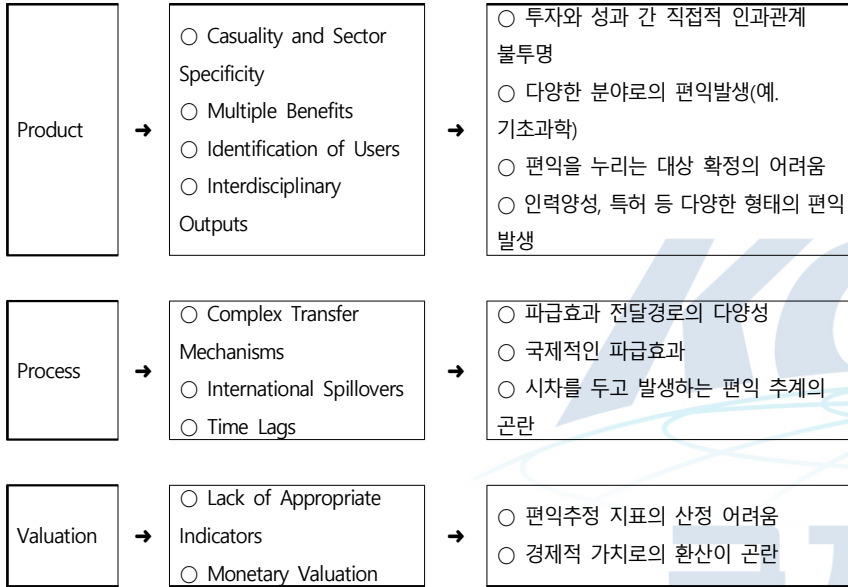 Product
➜
○ Casuality and Sector
Specificity
○ Multiple Benefits
○ Identification of Users
○ Interdisciplinary
Outputs
➜
○ 투자와 성과 간 직접적 인과관계
불투명
○ 다양한 분야로의 편익발생(예.
기초과학)
○ 편익을 누리는 대상 확정의 어려움
○ 인력양성, 특허 등 다양한 형태의 편익
발생
Process
➜
○ Complex Transfer
Mechanisms
○ International Spillovers
○ Time Lags
➜
○ 파급효과 전달경로의 다양성
○ 국제적인 파급효과
○ 시차를 두고 발생하는 편익 추계의
곤란
Valuation
➜
○ Lack of Appropriate
Indicators
○ Monetary Valuation
➜
○ 편익추정 지표의 산정 어려움
○ 경제적 가치로의 환산이 곤란